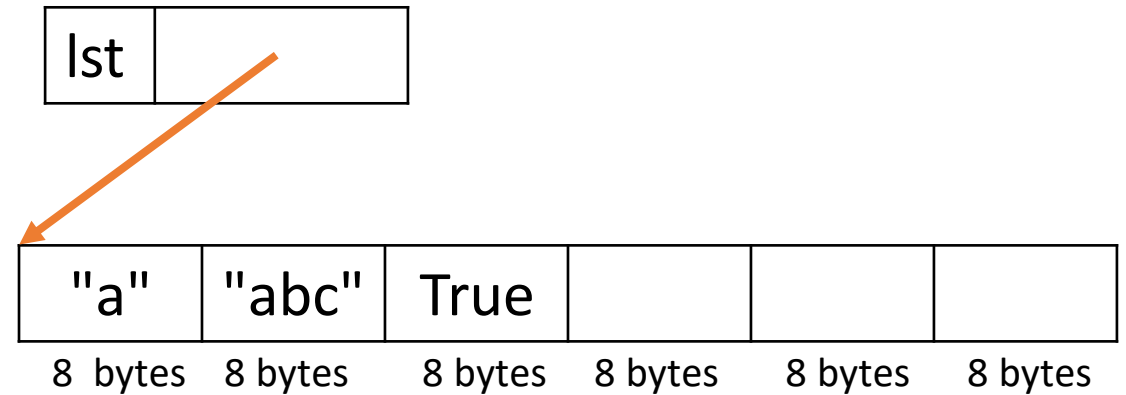 lst
"a" "abc" True
8 bytes 8 bytes 8 bytes 8 bytes 8 bytes 8 bytes